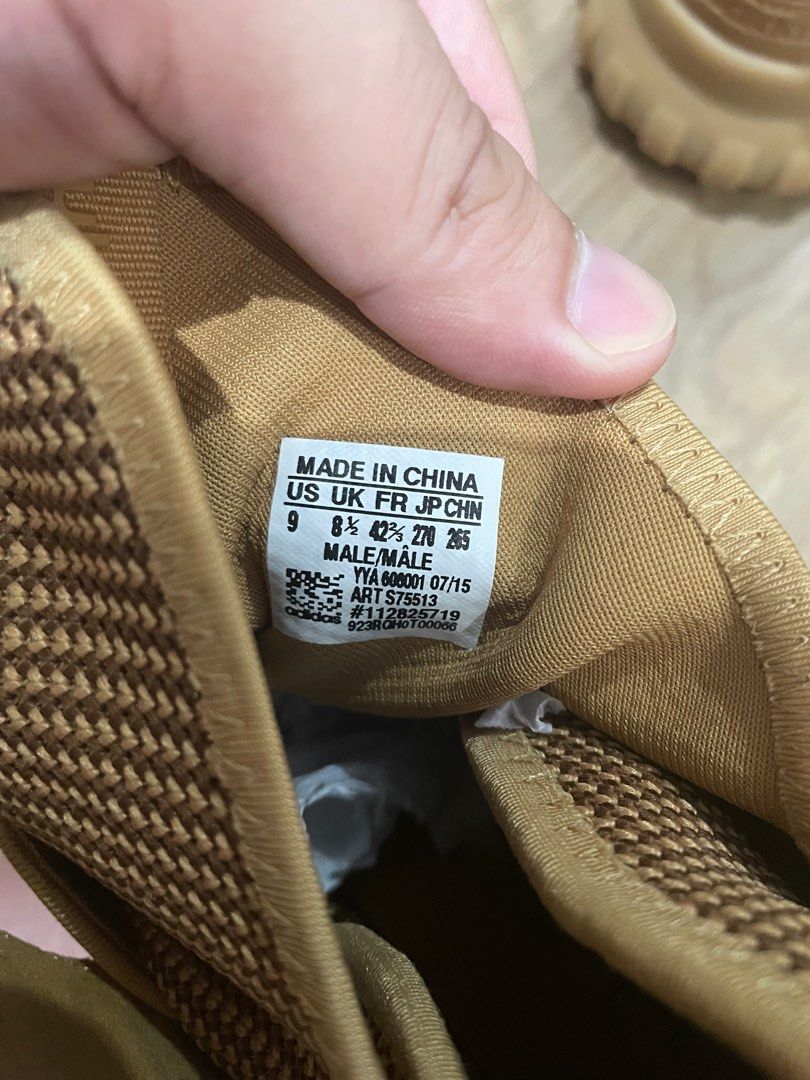 MADE IN CHINA
US UK FR JP CHN
9 8½ 42⅔ 270 265
MALE/MÂLE
YYA 606001 07/15
ART S75513
#112825719
adidas 923RQH0T00066